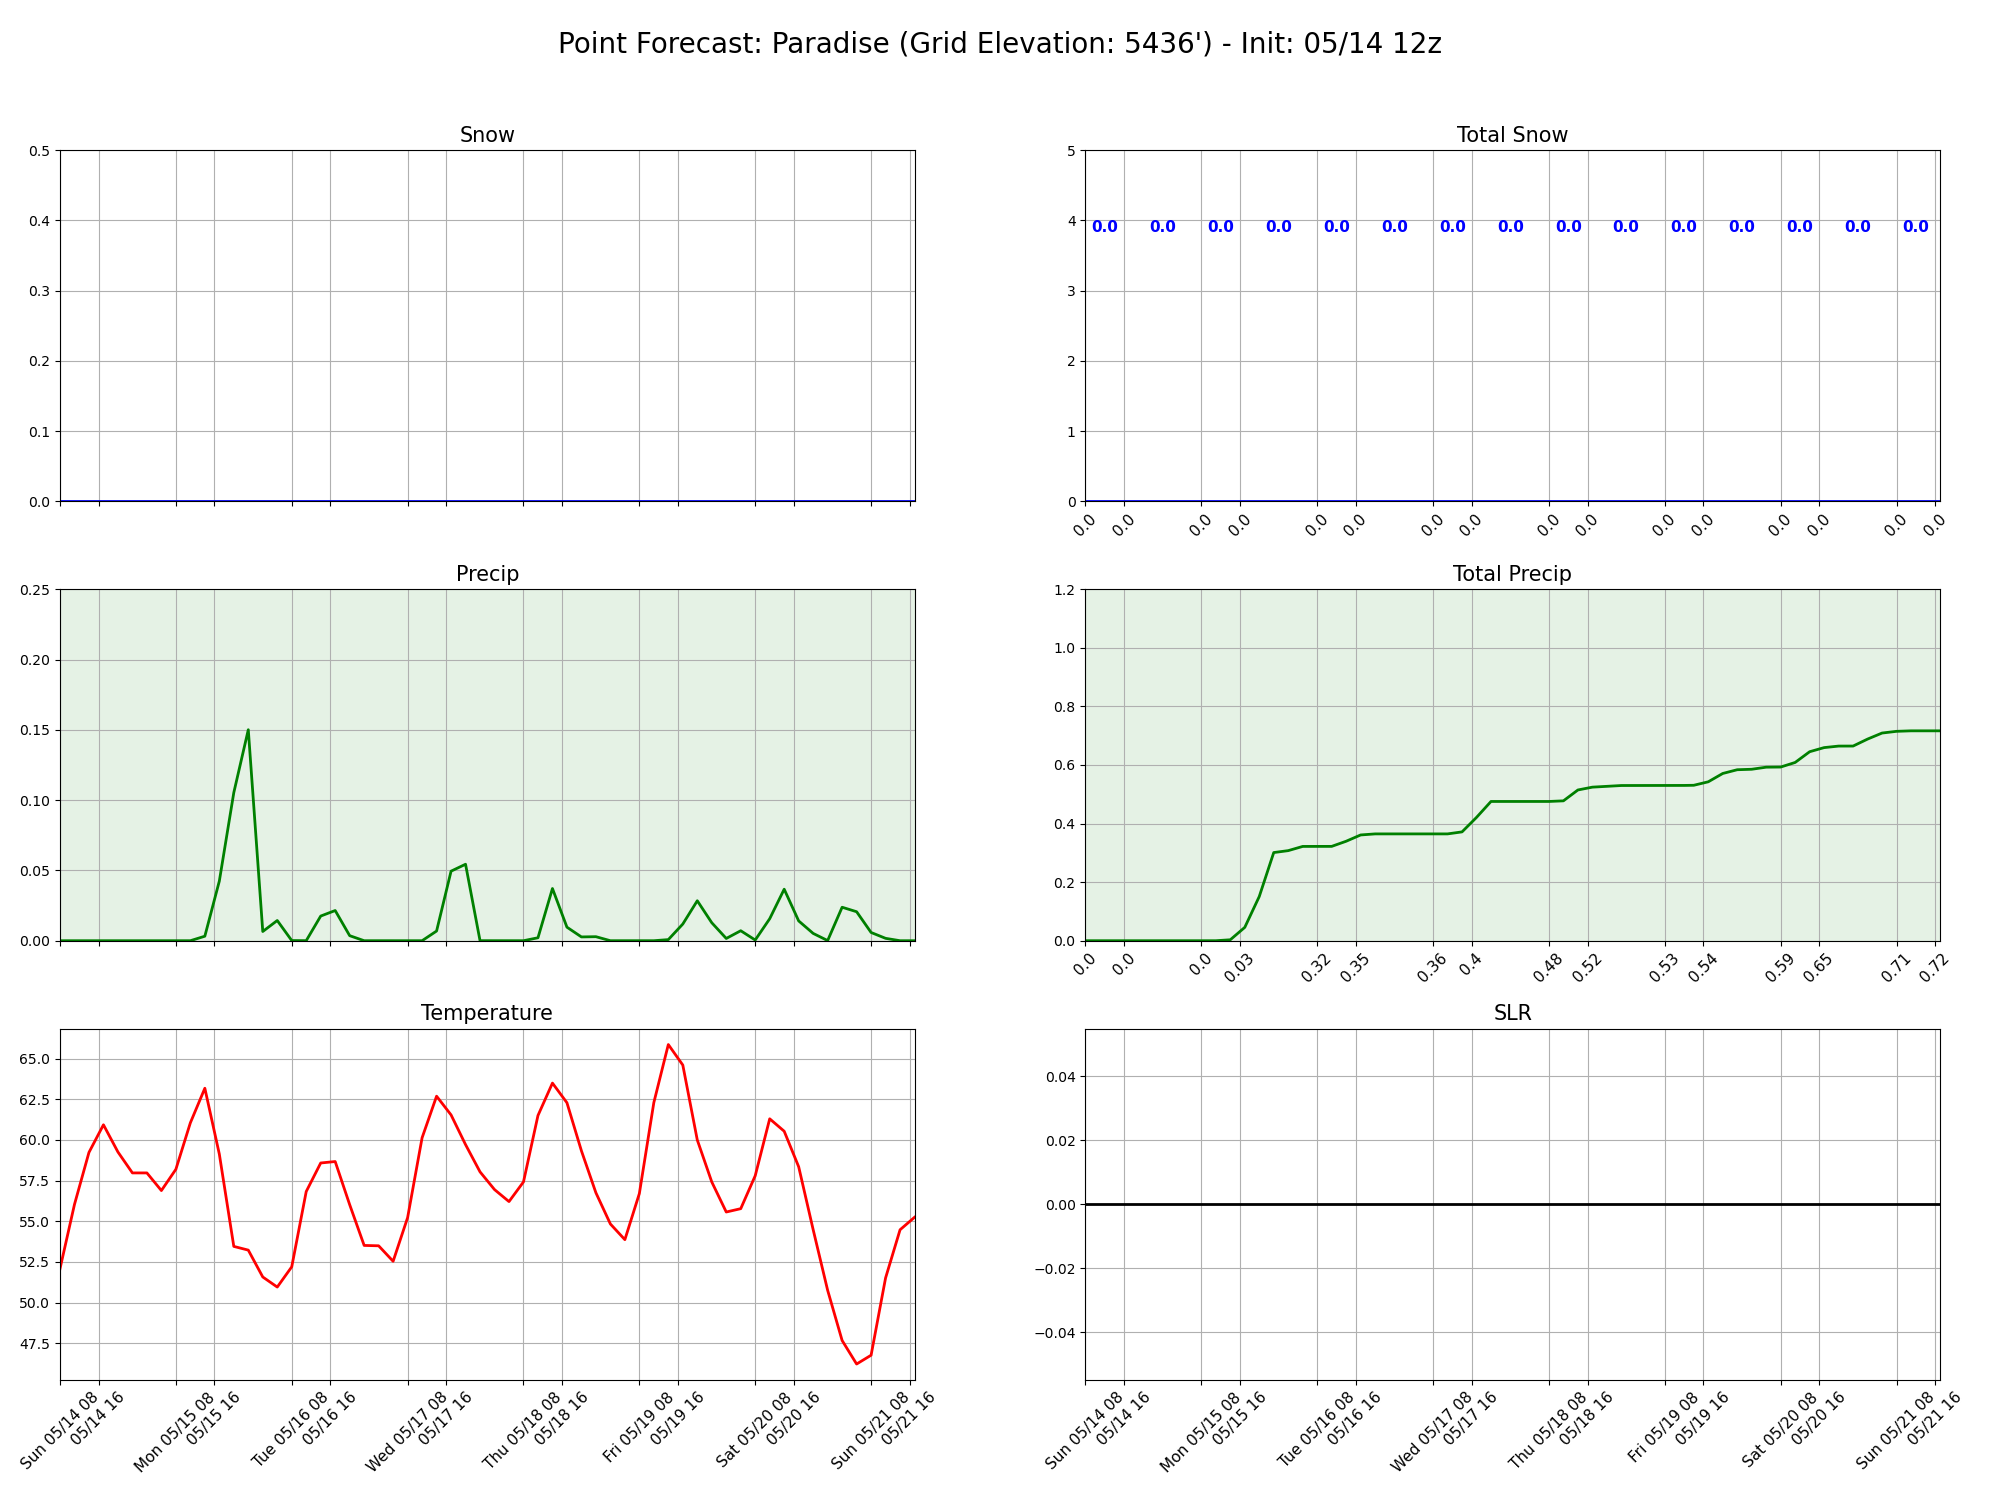 Point Forecast: Paradise (Grid Elevation: 5436') - Init: 05/14 12z
Snow
0.5
0.4
0.3
0.2
0.1
0.0
Total Snow
5
4
3
2
1
0
0.0 0.0 0.0 0.0 0.0 0.0 0.0 0.0 0.0 0.0 0.0 0.0 0.0 0.0 0.0
0.0 0.0 0.0 0.0 0.0 0.0 0.0 0.0 0.0 0.0 0.0 0.0 0.0 0.0 0.0 0.0
Precip
0.25
0.20
0.15
0.10
0.05
0.00
Total Precip
1.2
1.0
0.8
0.6
0.4
0.2
0.0
0.0 0.0 0.0 0.03 0.32 0.35 0.36 0.4 0.48 0.52 0.53 0.54 0.59 0.65 0.71 0.72
Temperature
65.0
62.5
60.0
57.5
55.0
52.5
50.0
47.5
Sun 05/14 08
05/14 16
Mon 05/15 08
05/15 16
Tue 05/16 08
05/16 16
Wed 05/17 08
05/17 16
Thu 05/18 08
05/18 16
Fri 05/19 08
05/19 16
Sat 05/20 08
05/20 16
Sun 05/21 08
05/21 16
SLR
0.04
0.02
0.00
−0.02
−0.04
Sun 05/14 08
05/14 16
Mon 05/15 08
05/15 16
Tue 05/16 08
05/16 16
Wed 05/17 08
05/17 16
Thu 05/18 08
05/18 16
Fri 05/19 08
05/19 16
Sat 05/20 08
05/20 16
Sun 05/21 08
05/21 16